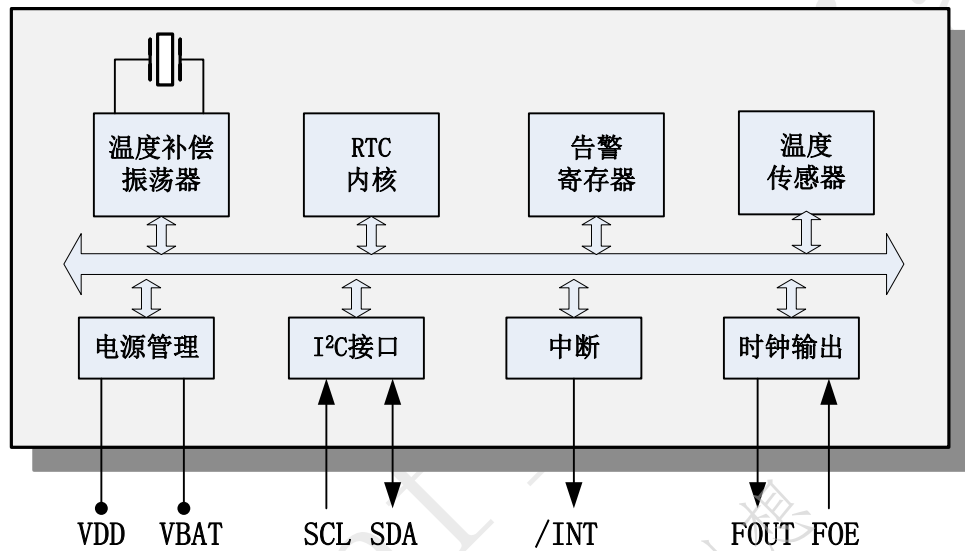 温度补偿
振荡器
RTC
内核
告警
寄存器
温度
传感器
电源管理
I²C接口
中断
时钟输出
VDD VBAT SCL SDA /INT FOUT FOE